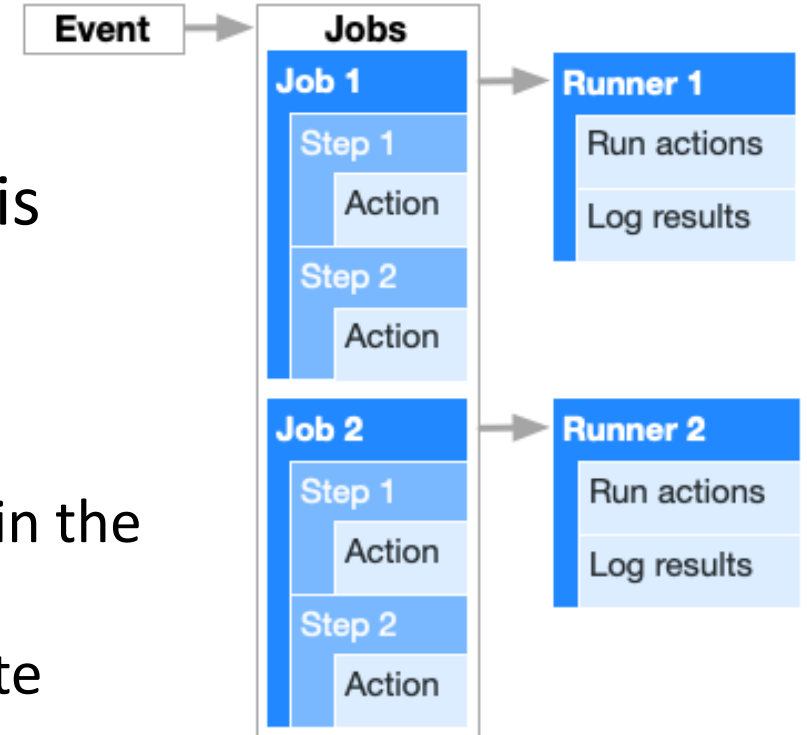 Event
Jobs
Job 1
Step 1
Action
Step 2
Action
Runner 1
Run actions
Log results
is
Job 2
Step 1
Action
Step 2
Action
Runner 2
Run actions
Log results
in the
te